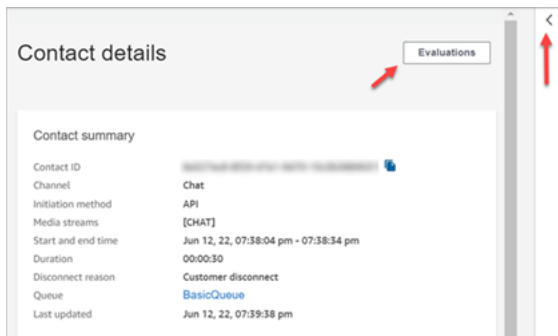 Contact details
Evaluations
Contact summary
Contact ID
Channel Chat
Initiation method API
Media streams [CHAT]
Start and end time Jun 12, 22, 07:38:04 pm - 07:38:34 pm
Duration 00:00:30
Disconnect reason Customer disconnect
Queue BasicQueue
Last updated Jun 12, 22, 07:39:38 pm